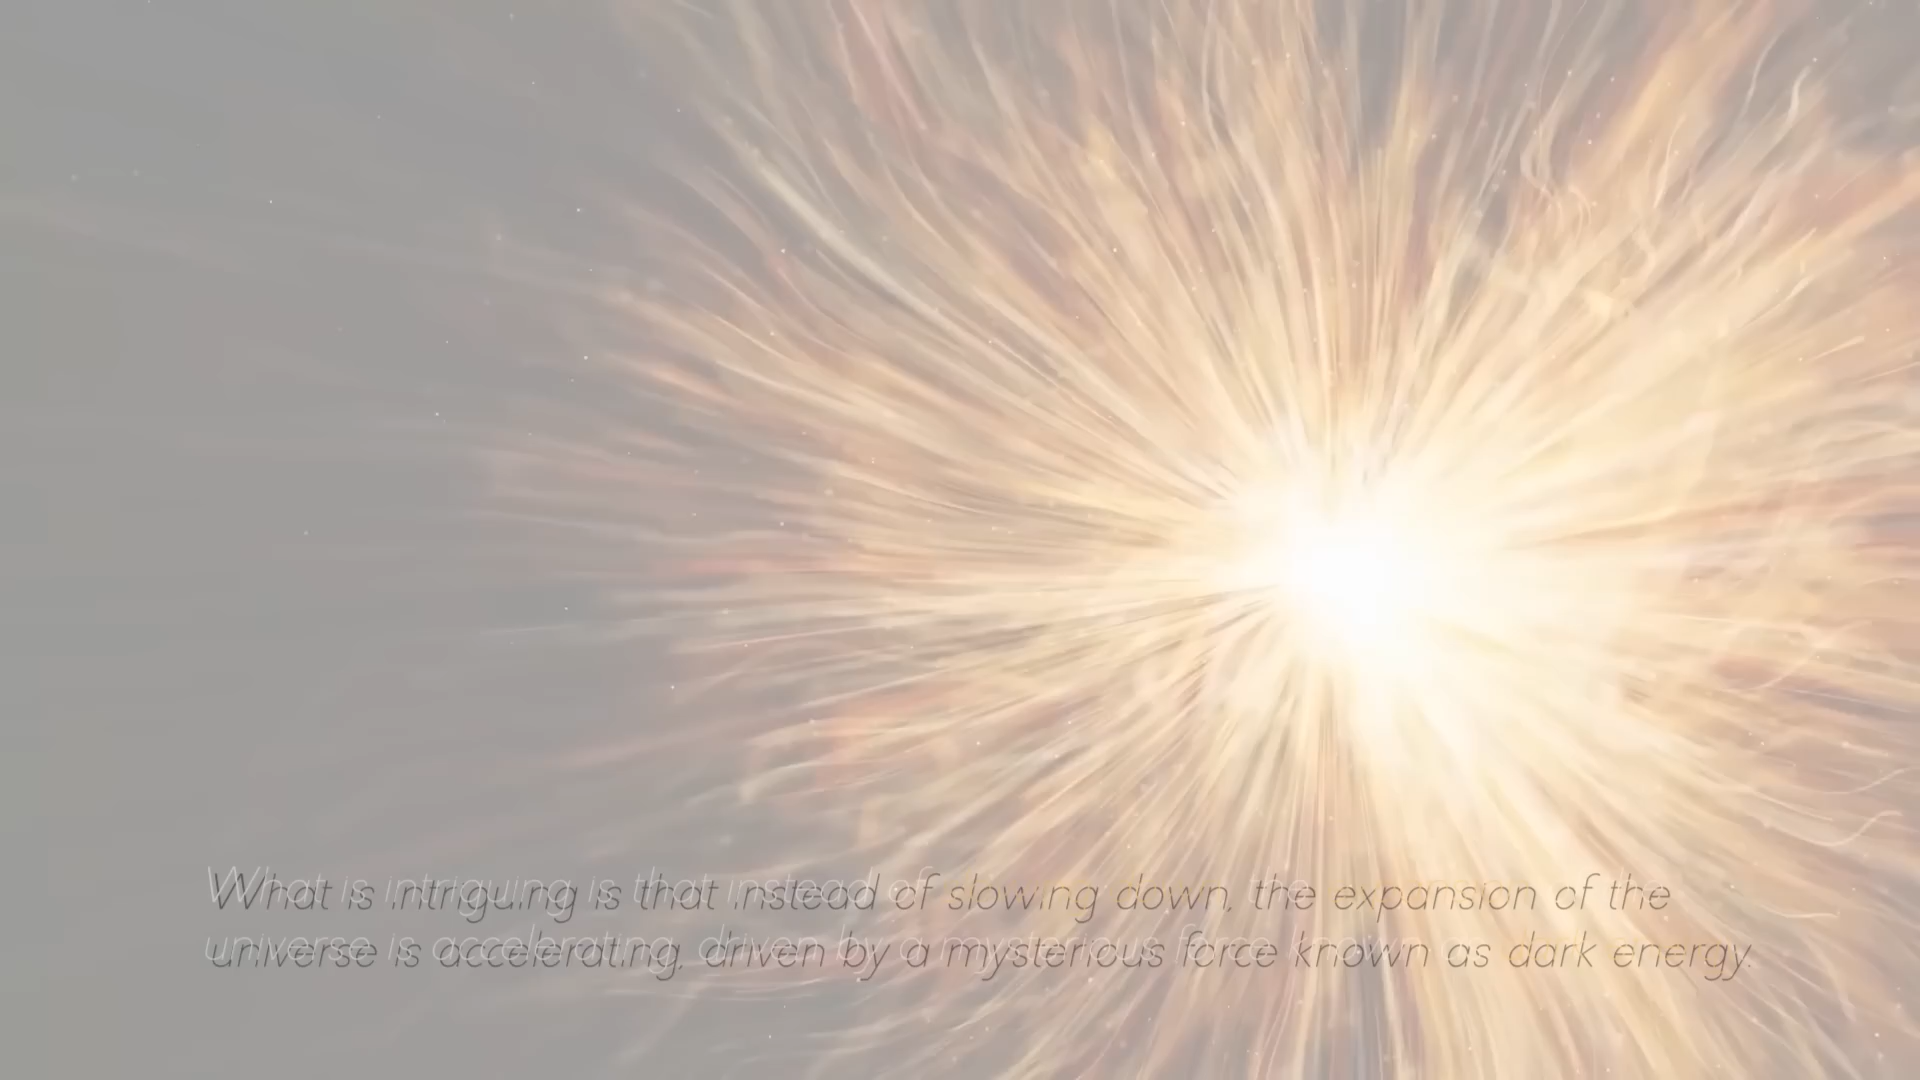 What is intriguing is that instead of slowing down, the expansion of the
universe is accelerating, driven by a mysterious force known as dark energy.